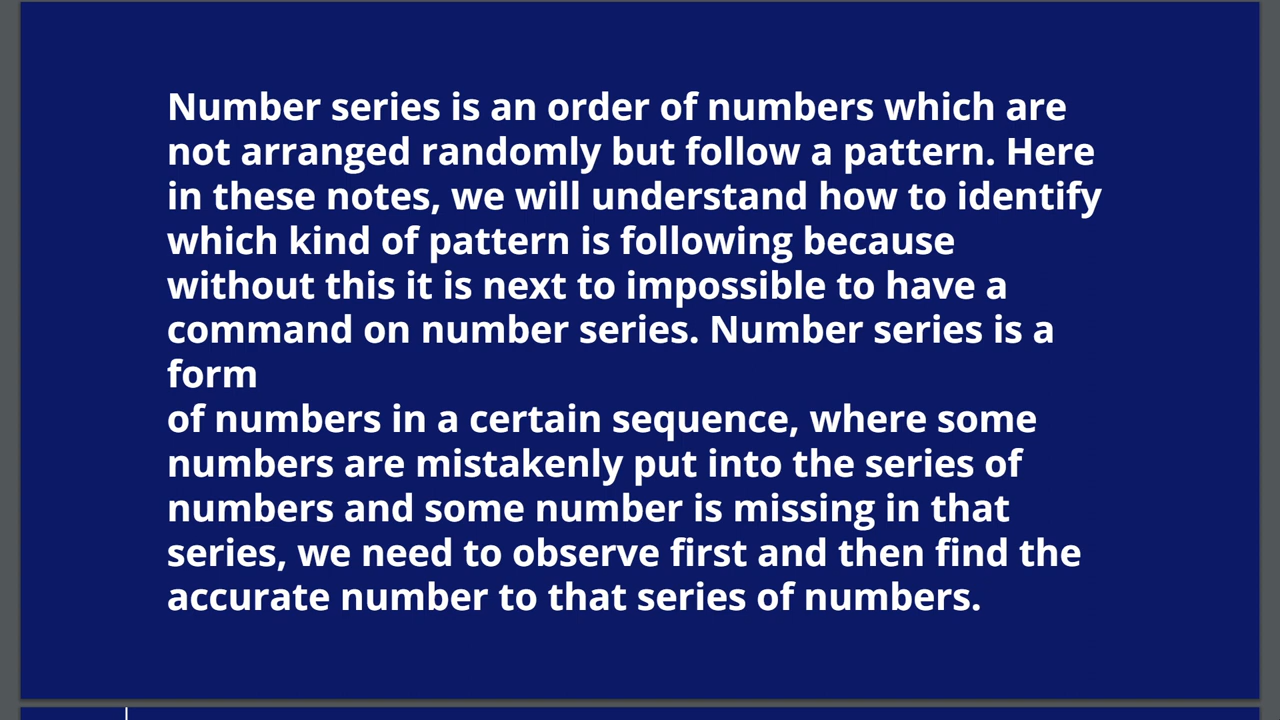 Number series is an order of numbers which are
not arranged randomly but follow a pattern. Here
in these notes, we will understand how to identify
which kind of pattern is following because
without this it is next to impossible to have a
command on number series. Number series is a
form
of numbers in a certain sequence, where some
numbers are mistakenly put into the series of
numbers and some number is missing in that
series, we need to observe first and then find the
accurate number to that series of numbers.